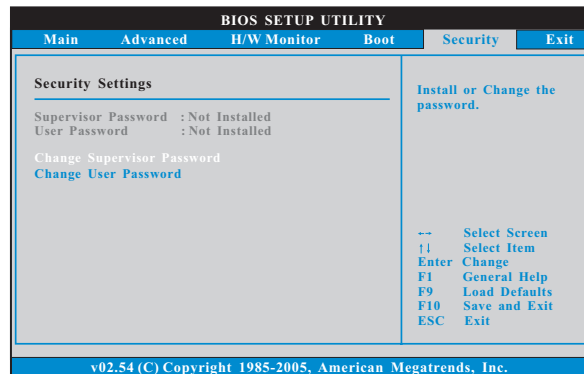 BIOS SETUP UTILITY
Main Advanced H/W Monitor Boot Security Exit
Security Settings
Supervisor Password : Not Installed
User Password : Not Installed
Change Supervisor Password
Change User Password
Install or Change the
password.
←→ Select Screen
↑↓ Select Item
Enter Change
F1 General Help
F9 Load Defaults
F10 Save and Exit
ESC Exit
v02.54 (C) Copyright 1985-2005, American Megatrends, Inc.